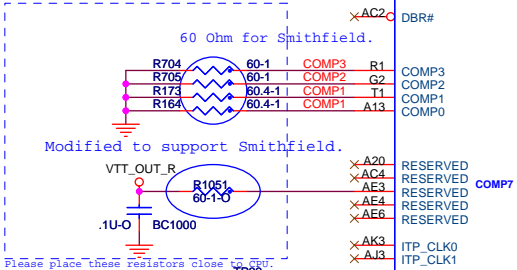 AC2 DBR#
60 Ohm for Smithfield.
R704 60-1 COMP3 R1 COMP3
R705 60-1 COMP2 G2 COMP2
R173 60.4-1 COMP1 T1 COMP1
R164 60.4-1 COMP1 A13 COMP0
Modified to support Smithfield.
A20 RESERVED
VTT_OUT_R AC4 RESERVED
R1051 AE3 RESERVED COMP7
60-1-O AE4 RESERVED
.1U-O BC1000 AE6 RESERVED
AK3 ITP_CLK0
AJ3 ITP_CLK1
Please place these resistors close to CPU.